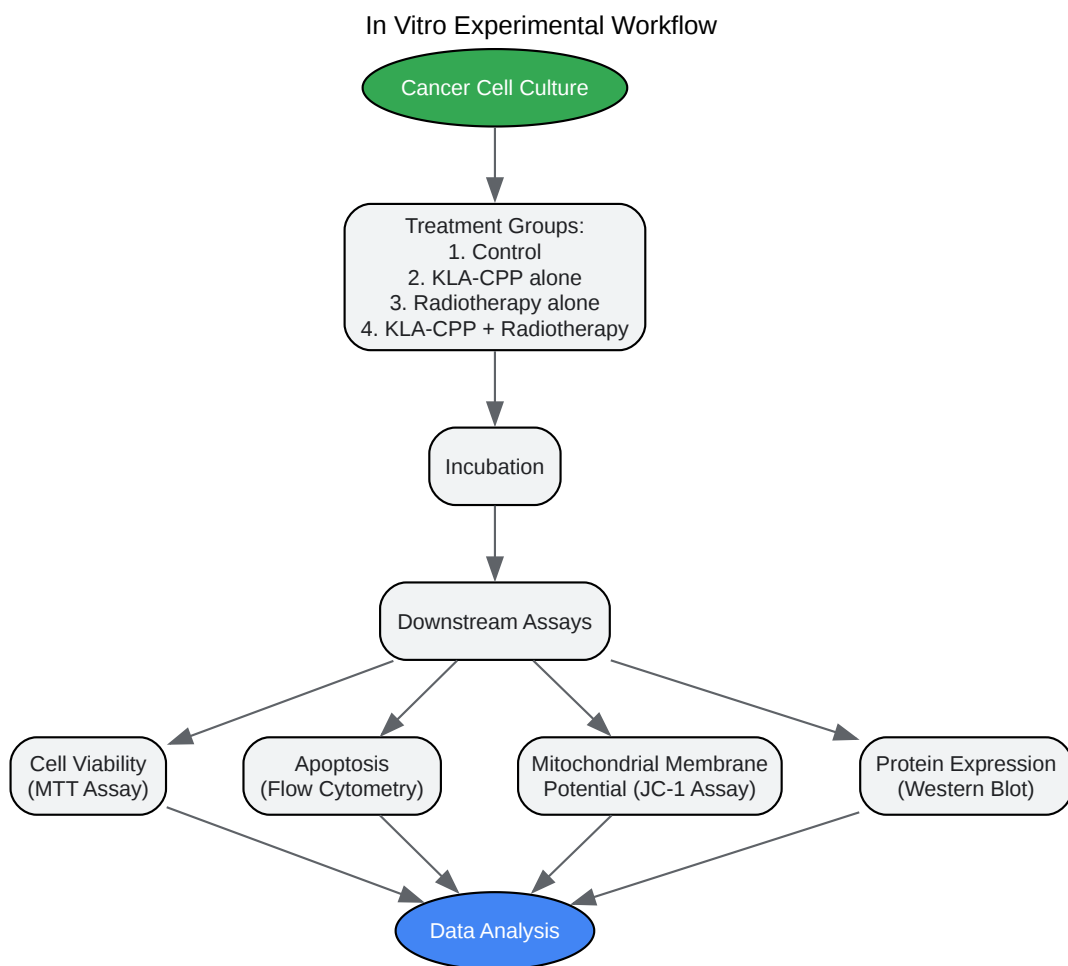 In Vitro Experimental Workflow
Cancer Cell Culture
Treatment Groups:
1. Control
2. KLA-CPP alone
3. Radiotherapy alone
4. KLA-CPP + Radiotherapy
Incubation
Downstream Assays
Cell Viability
(MTT Assay)
Apoptosis
(Flow Cytometry)
Mitochondrial Membrane
Potential (JC-1 Assay)
Protein Expression
(Western Blot)
Data Analysis